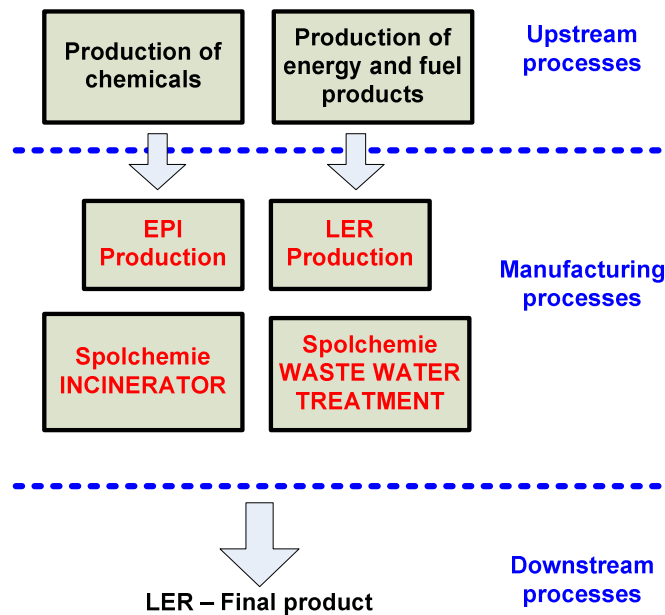 Production of
chemicals
Production of
energy and fuel
products
Upstream
processes
EPI
Production
LER
Production
Manufacturing
processes
Spolchemie
INCINERATOR
Spolchemie
WASTE WATER
TREATMENT
LER – Final product
Downstream
processes